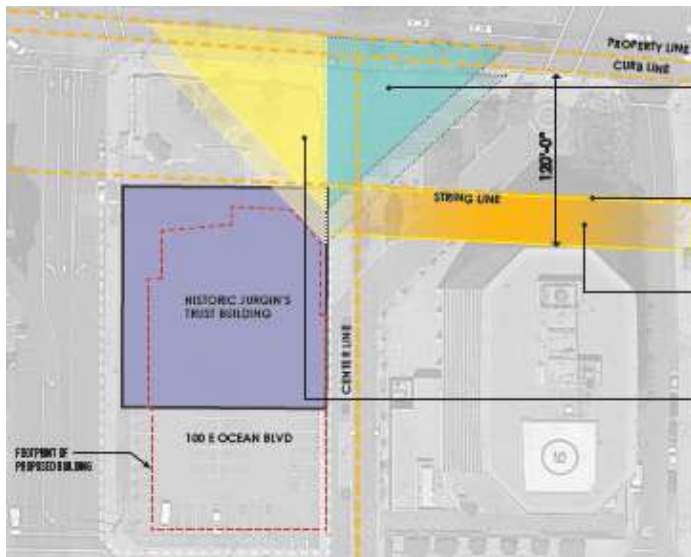 PROPERTY LINE
CURB LINE
120'-0"
STRING LINE
HISTORIC JURGIN'S
TRUST BUILDING
CENTER LINE
100 E OCEAN BLVD
FOOTPRINT OF
PROPOSED BUILDING
10